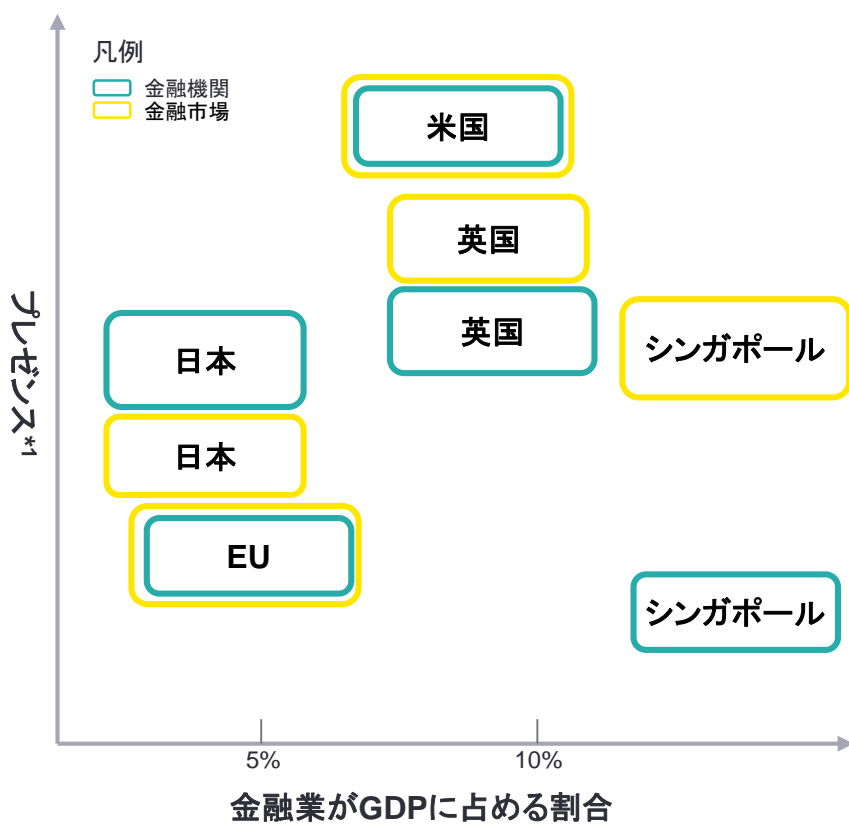 凡例
金融機関
金融市場
米国
英国
英国
シンガポール
日本
日本
EU
シンガポール
プレゼンス*1
5%
10%
金融業がGDPに占める割合